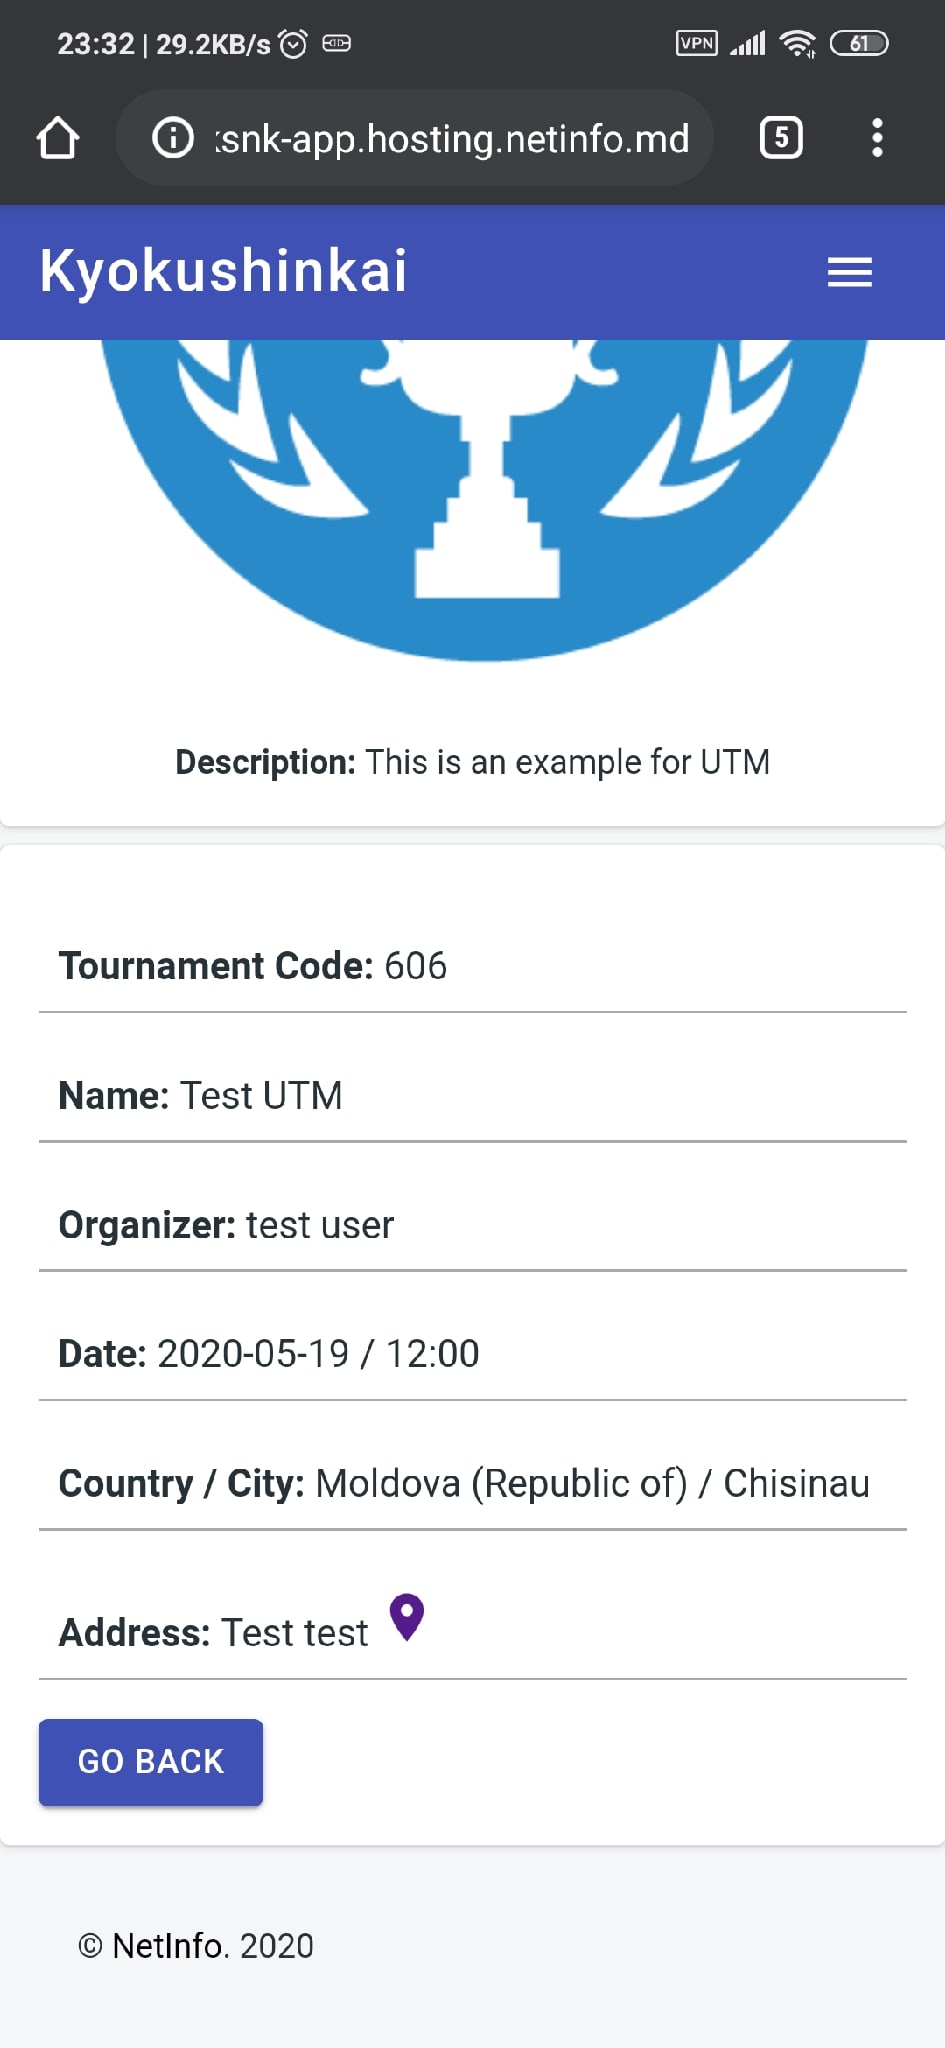 23:32 | 29.2KB/s VPN 61
ksnk-app.hosting.netinfo.md 5
Kyokushinkai
Description: This is an example for UTM
Tournament Code: 606
Name: Test UTM
Organizer: test user
Date: 2020-05-19 / 12:00
Country / City: Moldova (Republic of) / Chisinau
Address: Test test
GO BACK
© NetInfo. 2020